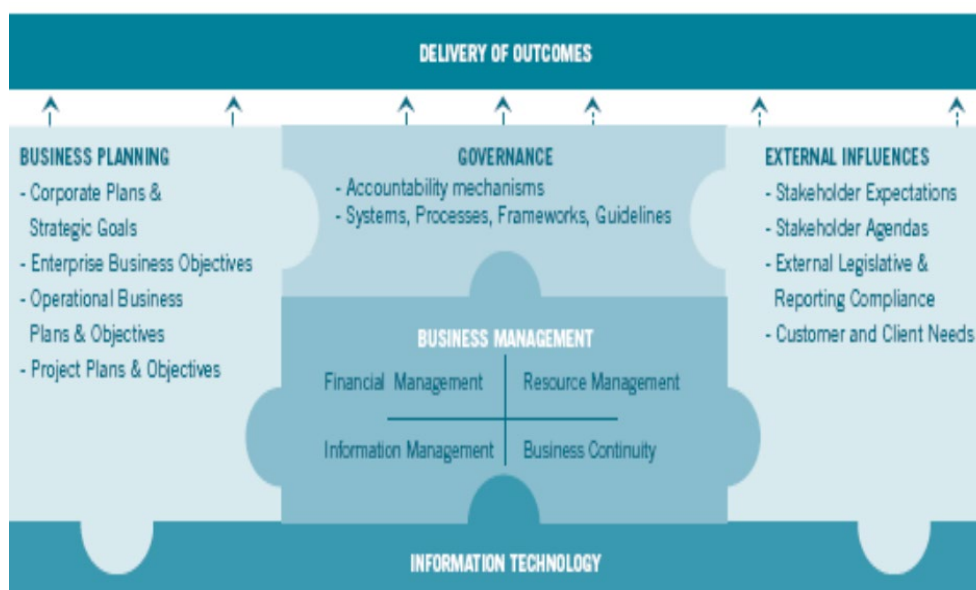 DELIVERY OF OUTCOMES
BUSINESS PLANNING
- Corporate Plans &
Strategic Goals
- Enterprise Business Objectives
- Operational Business
Plans & Objectives
- Project Plans & Objectives
GOVERNANCE
- Accountability mechanisms
- Systems, Processes, Frameworks, Guidelines
BUSINESS MANAGEMENT
Financial Management
Resource Management
Information Management
Business Continuity
EXTERNAL INFLUENCES
- Stakeholder Expectations
- Stakeholder Agendas
- External Legislative &
Reporting Compliance
- Customer and Client Needs
INFORMATION TECHNOLOGY